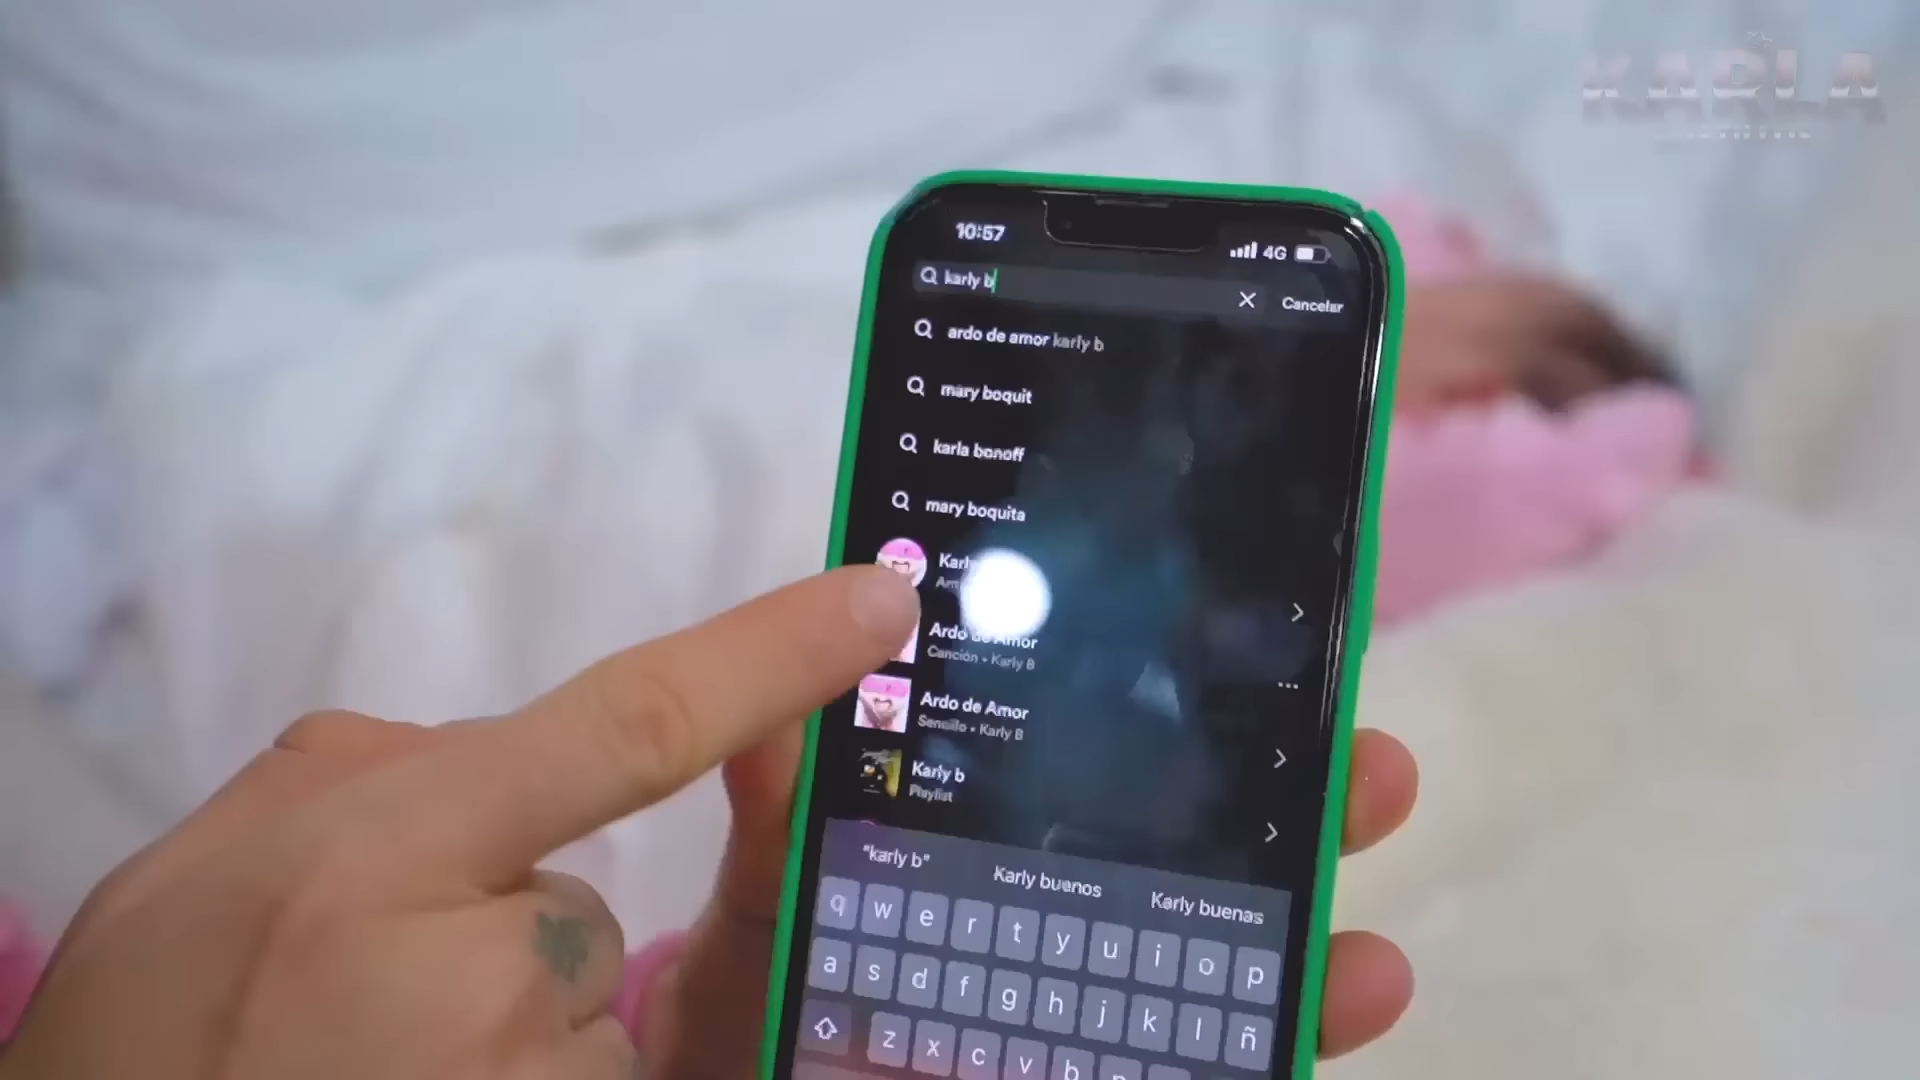 KARLA
10:57
4G
karly b
Cancelar
ardo de amor karly b
mary boquit
karla bonoff
mary boquita
Ardo de Amor
Canción • Karly B
Ardo de Amor
Sencillo • Karly B
Karly b
Playlist
"karly b" Karly buenos Karly buenas
q w e r t y u i o p
a s d f g h j k l ñ
z x c v b